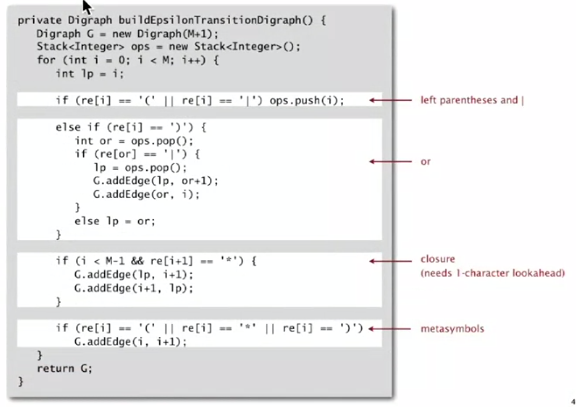 private Digraph buildEpsilonTransitionDigraph() {
Digraph G = new Digraph(M+1);
Stack<Integer> ops = new Stack<Integer>();
for (int i = 0; i < M; i++) {
int lp = i;
if (re[i] == '(' || re[i] == '|') ops.push(i);
left parentheses and |
else if (re[i] == ')') {
int or = ops.pop();
if (re[or] == '|') {
or
lp = ops.pop();
G.addEdge(lp, or+1);
G.addEdge(or, i);
}
else lp = or;
}
if (i < M-1 && re[i+1] == '*') {
closure
G.addEdge(lp, i+1);
(needs 1-character lookahead)
G.addEdge(i+1, lp);
}
if (re[i] == '(' || re[i] == '*' || re[i] == ')')
metasymbols
G.addEdge(i, i+1);
}
return G;
}
4